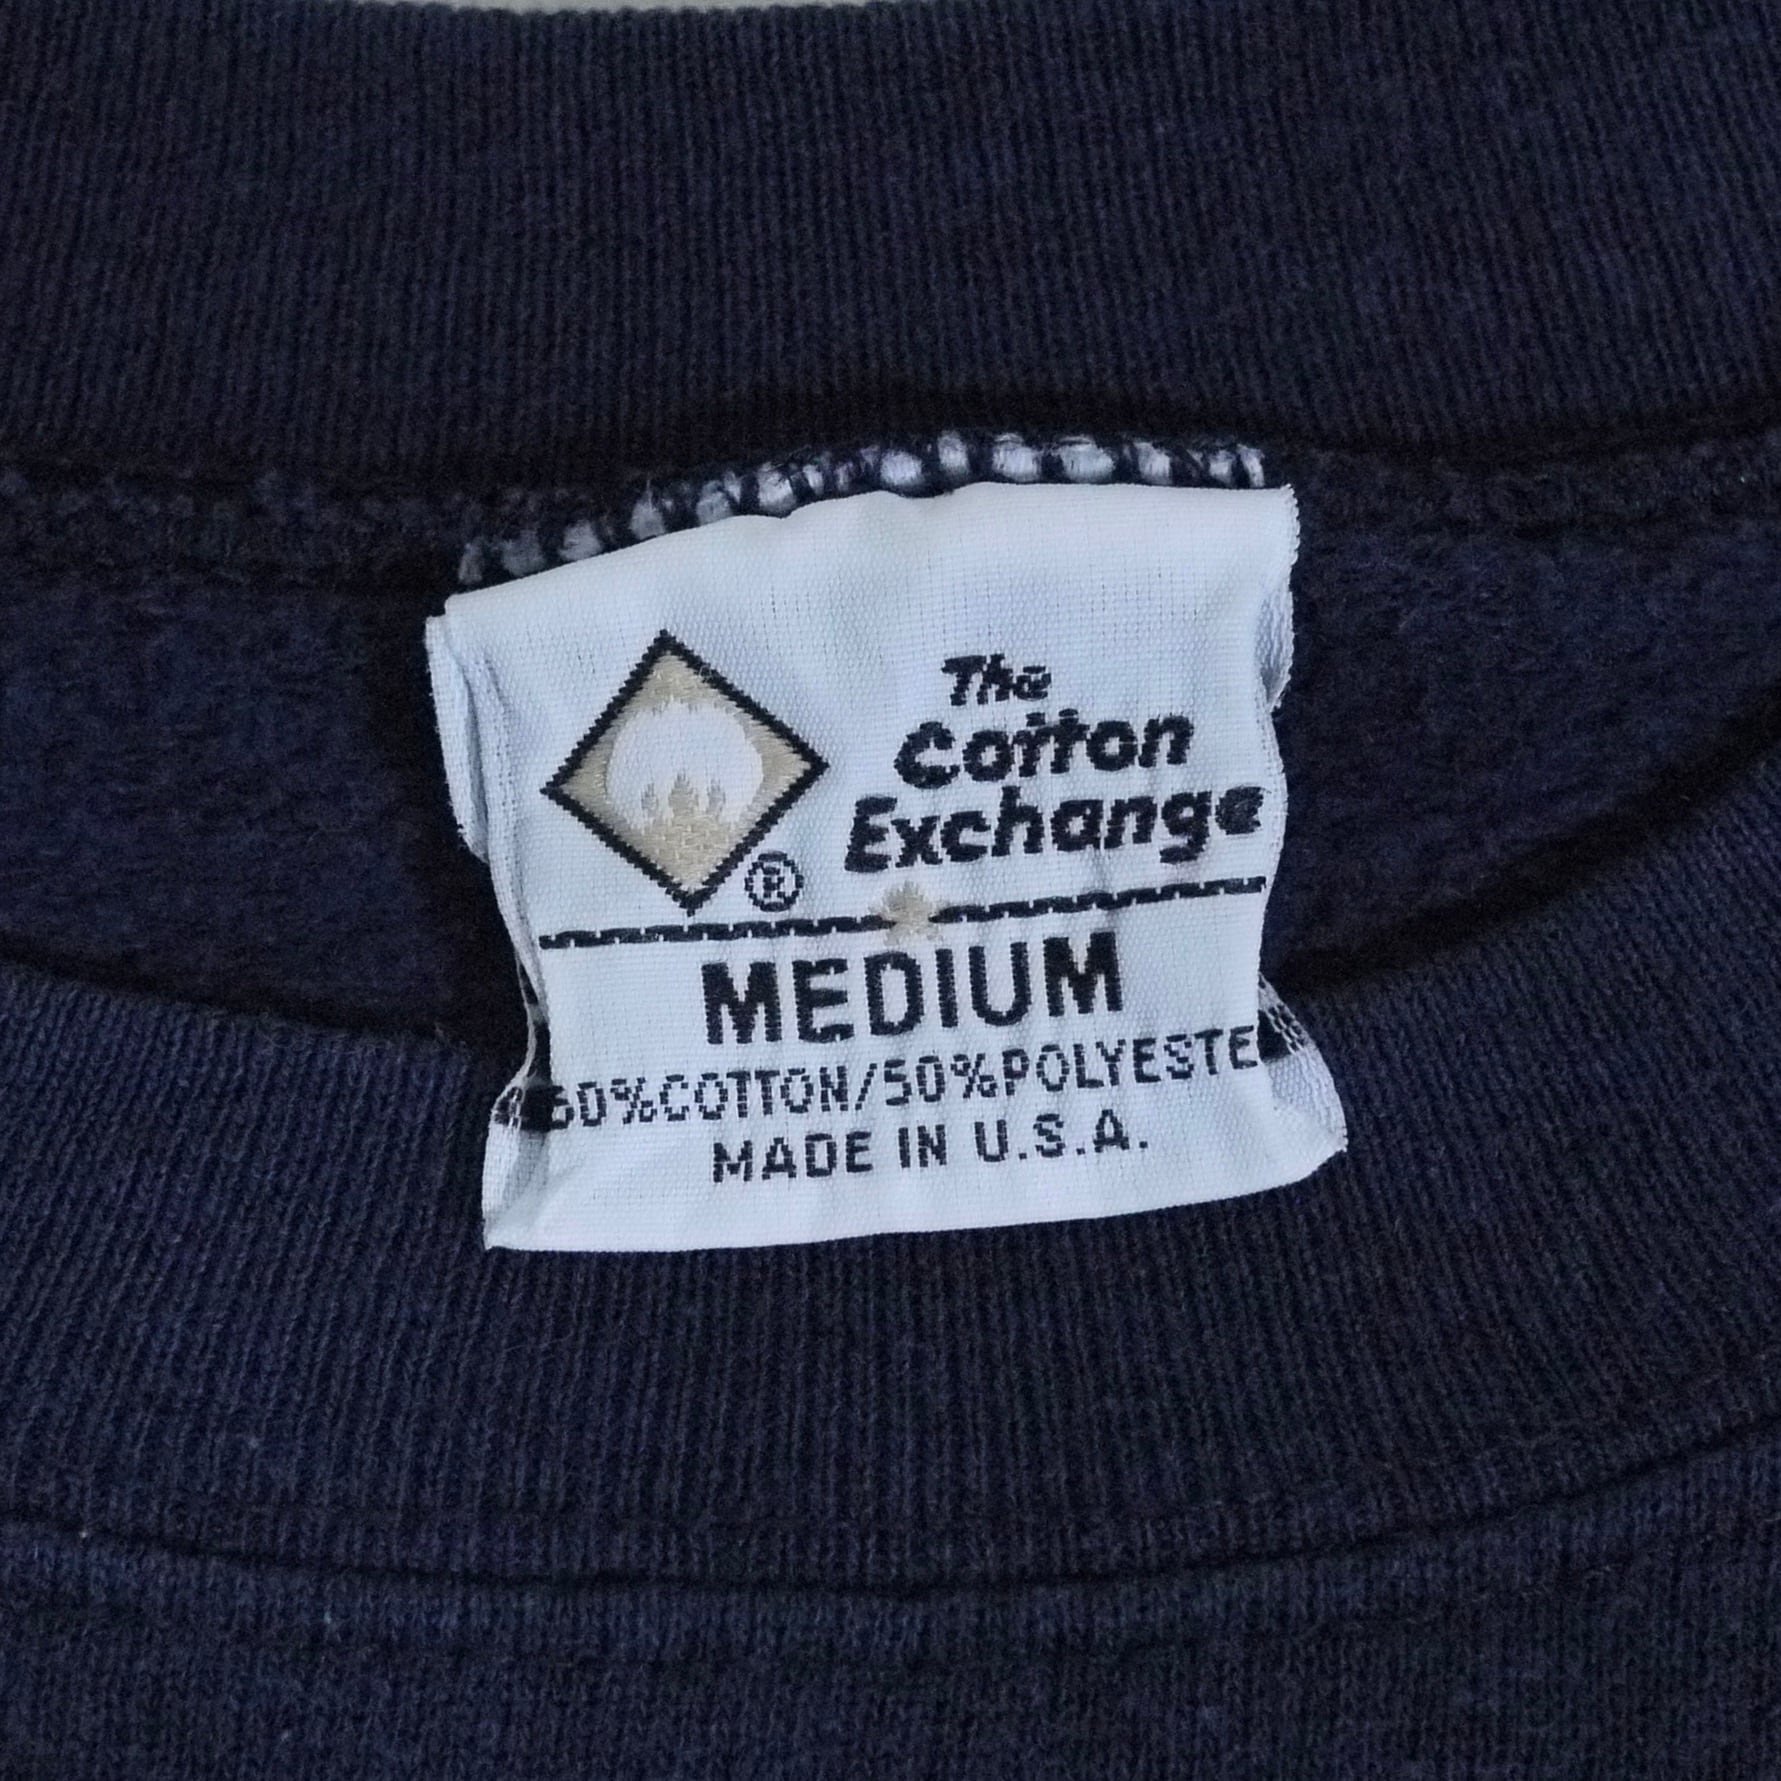 The
Cotton
Exchange
®
MEDIUM
50%COTTON/50%POLYESTE
MADE IN U.S.A.